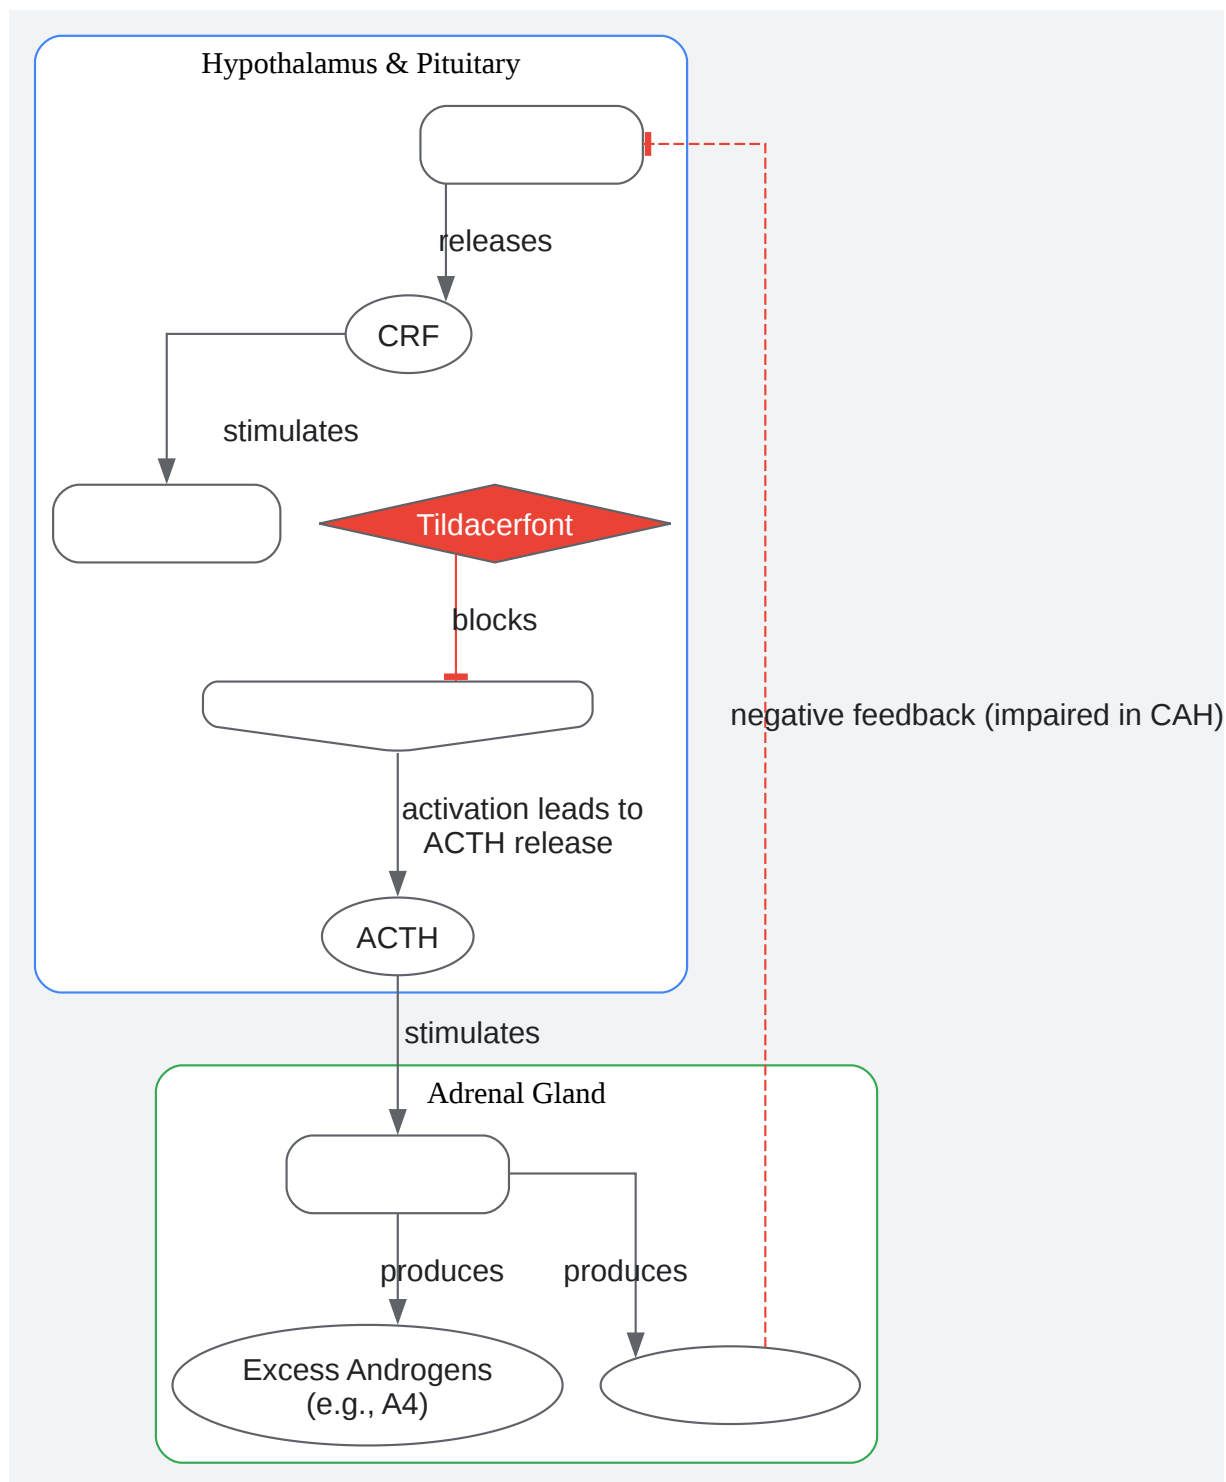 Hypothalamus & Pituitary
releases
CRF
stimulates
Tildacerfont
blocks
negative feedback (impaired in CAH)
activation leads to
ACTH release
ACTH
stimulates
Adrenal Gland
produces
produces
Excess Androgens
(e.g., A4)